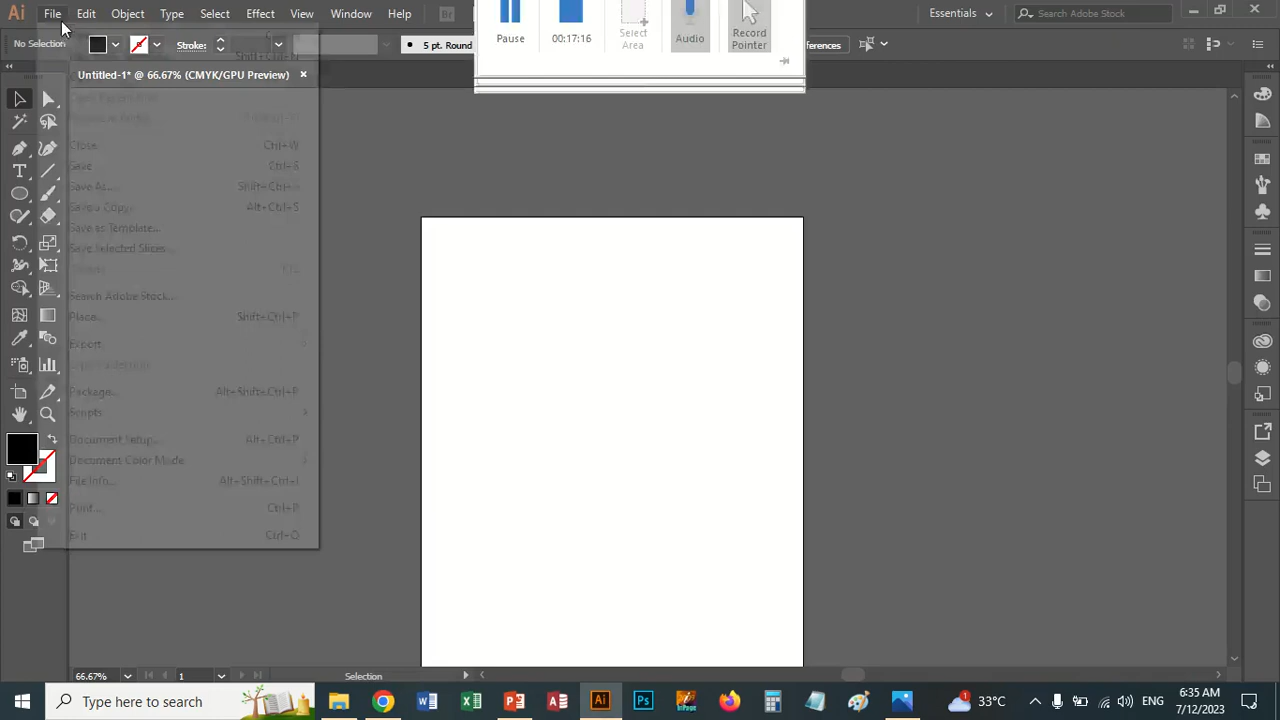 Ai File Edit Object Type Select Effect View Window Help Br Essentials Search Adobe Stock
Pause 00:17:16 Select Area Audio Record Pointer
No Selection Stroke: 5 pt. Round
Untitled-1* @ 66.67% (CMYK/GPU Preview)
Close Ctrl+W
Save Ctrl+S
Save As... Shift+Ctrl+S
Save a Copy... Alt+Ctrl+S
Save as Template...
Save Selected Slices...
Search Adobe Stock...
Place... Shift+Ctrl+P
Export
Package... Alt+Shift+Ctrl+P
Scripts
Document Setup... Alt+Ctrl+P
Document Color Mode
File Info... Alt+Shift+Ctrl+I
Print... Ctrl+P
Exit Ctrl+Q
66.67% 1 Selection
Type here to search
33°C ENG 6:35 AM
7/12/2023